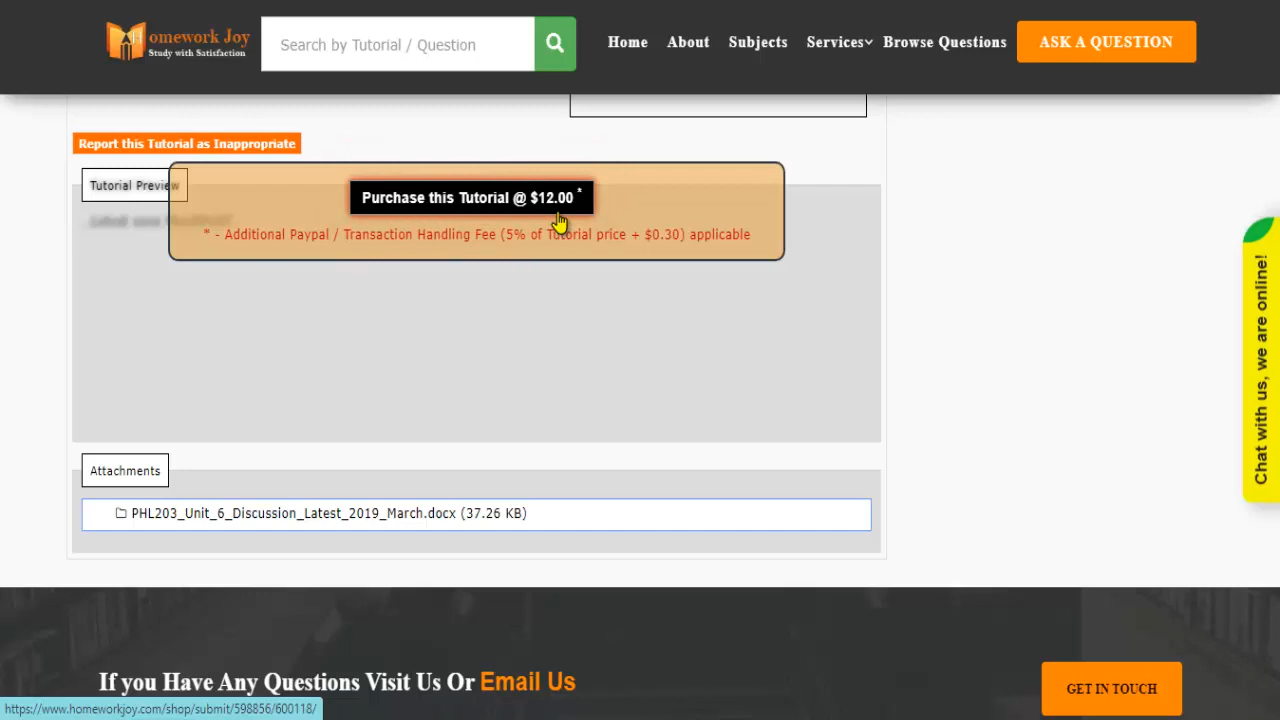 Homework Joy
Study with Satisfaction
Search by Tutorial / Question
Home
About
Subjects
Services
Browse Questions
ASK A QUESTION
Report this Tutorial as Inappropriate
Tutorial Preview
Purchase this Tutorial @ $12.00 *
* - Additional Paypal / Transaction Handling Fee (5% of Tutorial price + $0.30) applicable
Chat with us, we are online!
Attachments
PHL203_Unit_6_Discussion_Latest_2019_March.docx (37.26 KB)
If you Have Any Questions Visit Us Or Email Us
GET IN TOUCH
https://www.homeworkjoy.com/shop/submit/598856/600118/